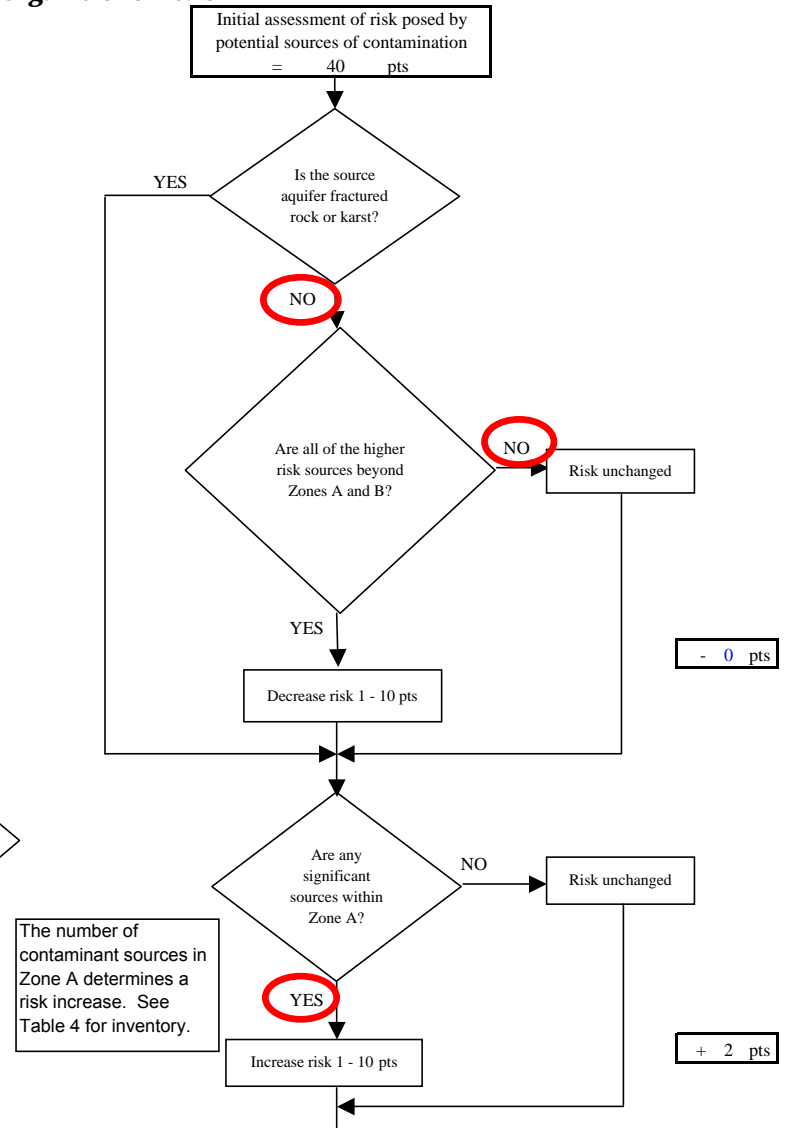 Initial assessment of risk posed by
potential sources of contamination
= 40 pts
Is the source
aquifer fractured
rock or karst?
YES
NO
Are all of the higher
risk sources beyond
Zones A and B?
NO
Risk unchanged
YES
- 0 pts
Decrease risk 1 - 10 pts
Are any
significant
sources within
Zone A?
NO
Risk unchanged
The number of
contaminant sources in
Zone A determines a
risk increase. See
Table 4 for inventory.
YES
Increase risk 1 - 10 pts
+ 2 pts